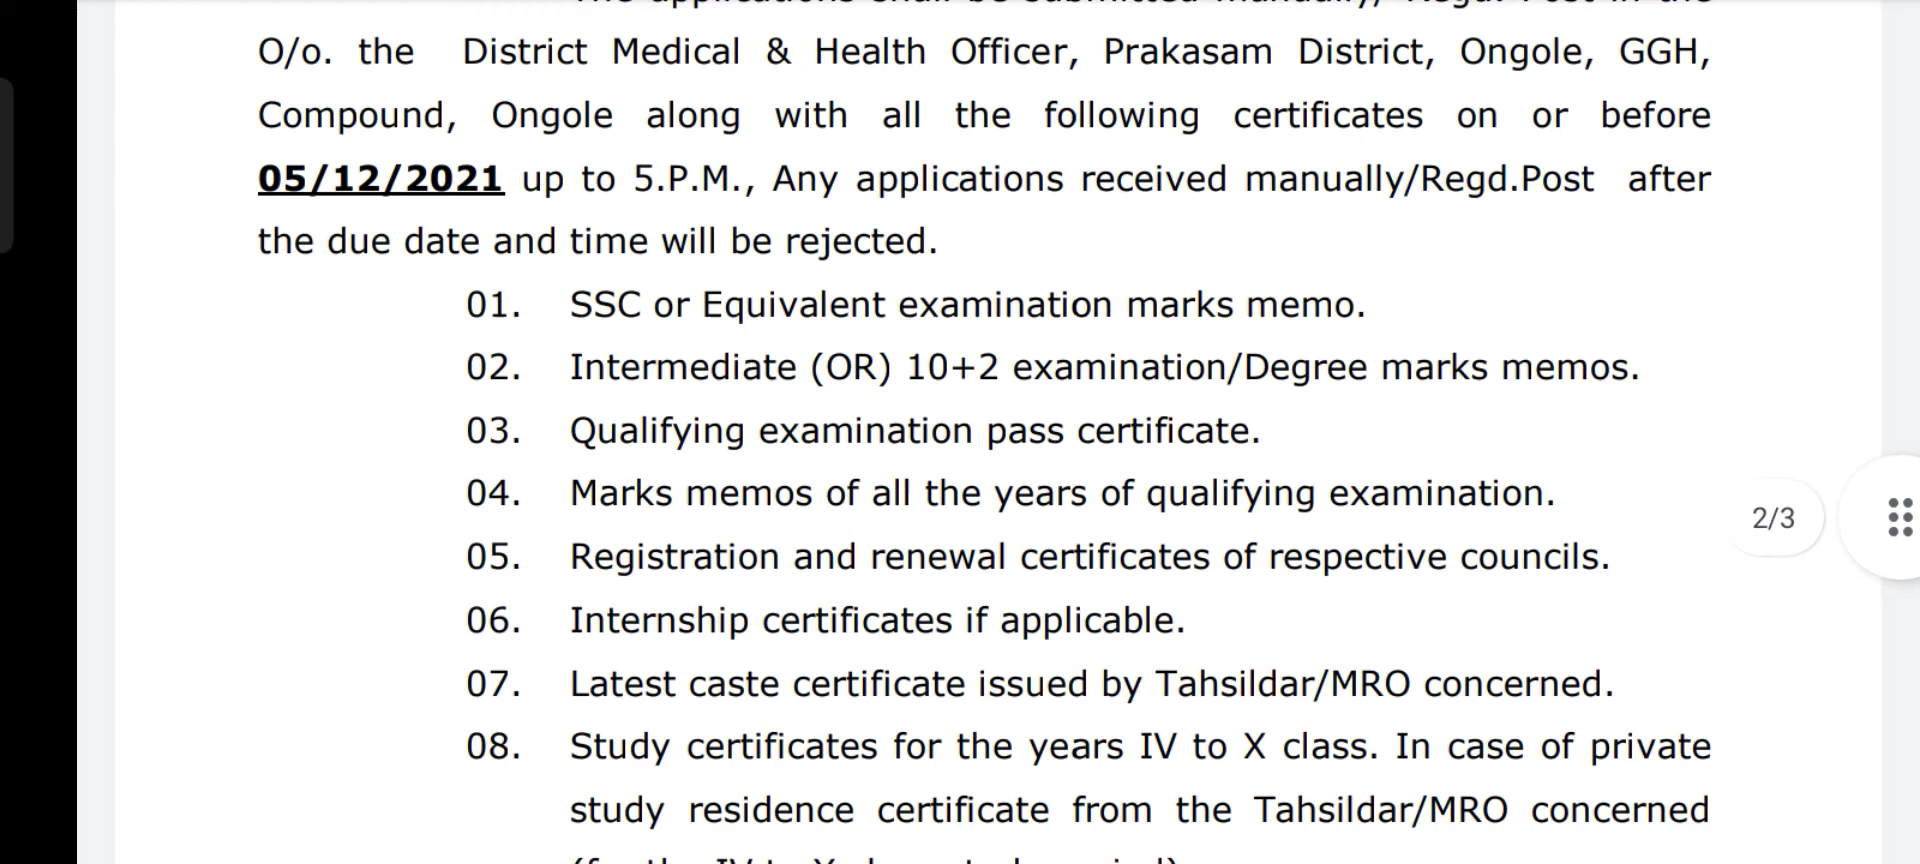 O/o. the District Medical & Health Officer, Prakasam District, Ongole, GGH,
Compound, Ongole along with all the following certificates on or before
05/12/2021 up to 5.P.M., Any applications received manually/Regd.Post after
the due date and time will be rejected.
01. SSC or Equivalent examination marks memo.
02. Intermediate (OR) 10+2 examination/Degree marks memos.
03. Qualifying examination pass certificate.
04. Marks memos of all the years of qualifying examination.
2/3
05. Registration and renewal certificates of respective councils.
06. Internship certificates if applicable.
07. Latest caste certificate issued by Tahsildar/MRO concerned.
08. Study certificates for the years IV to X class. In case of private
study residence certificate from the Tahsildar/MRO concerned